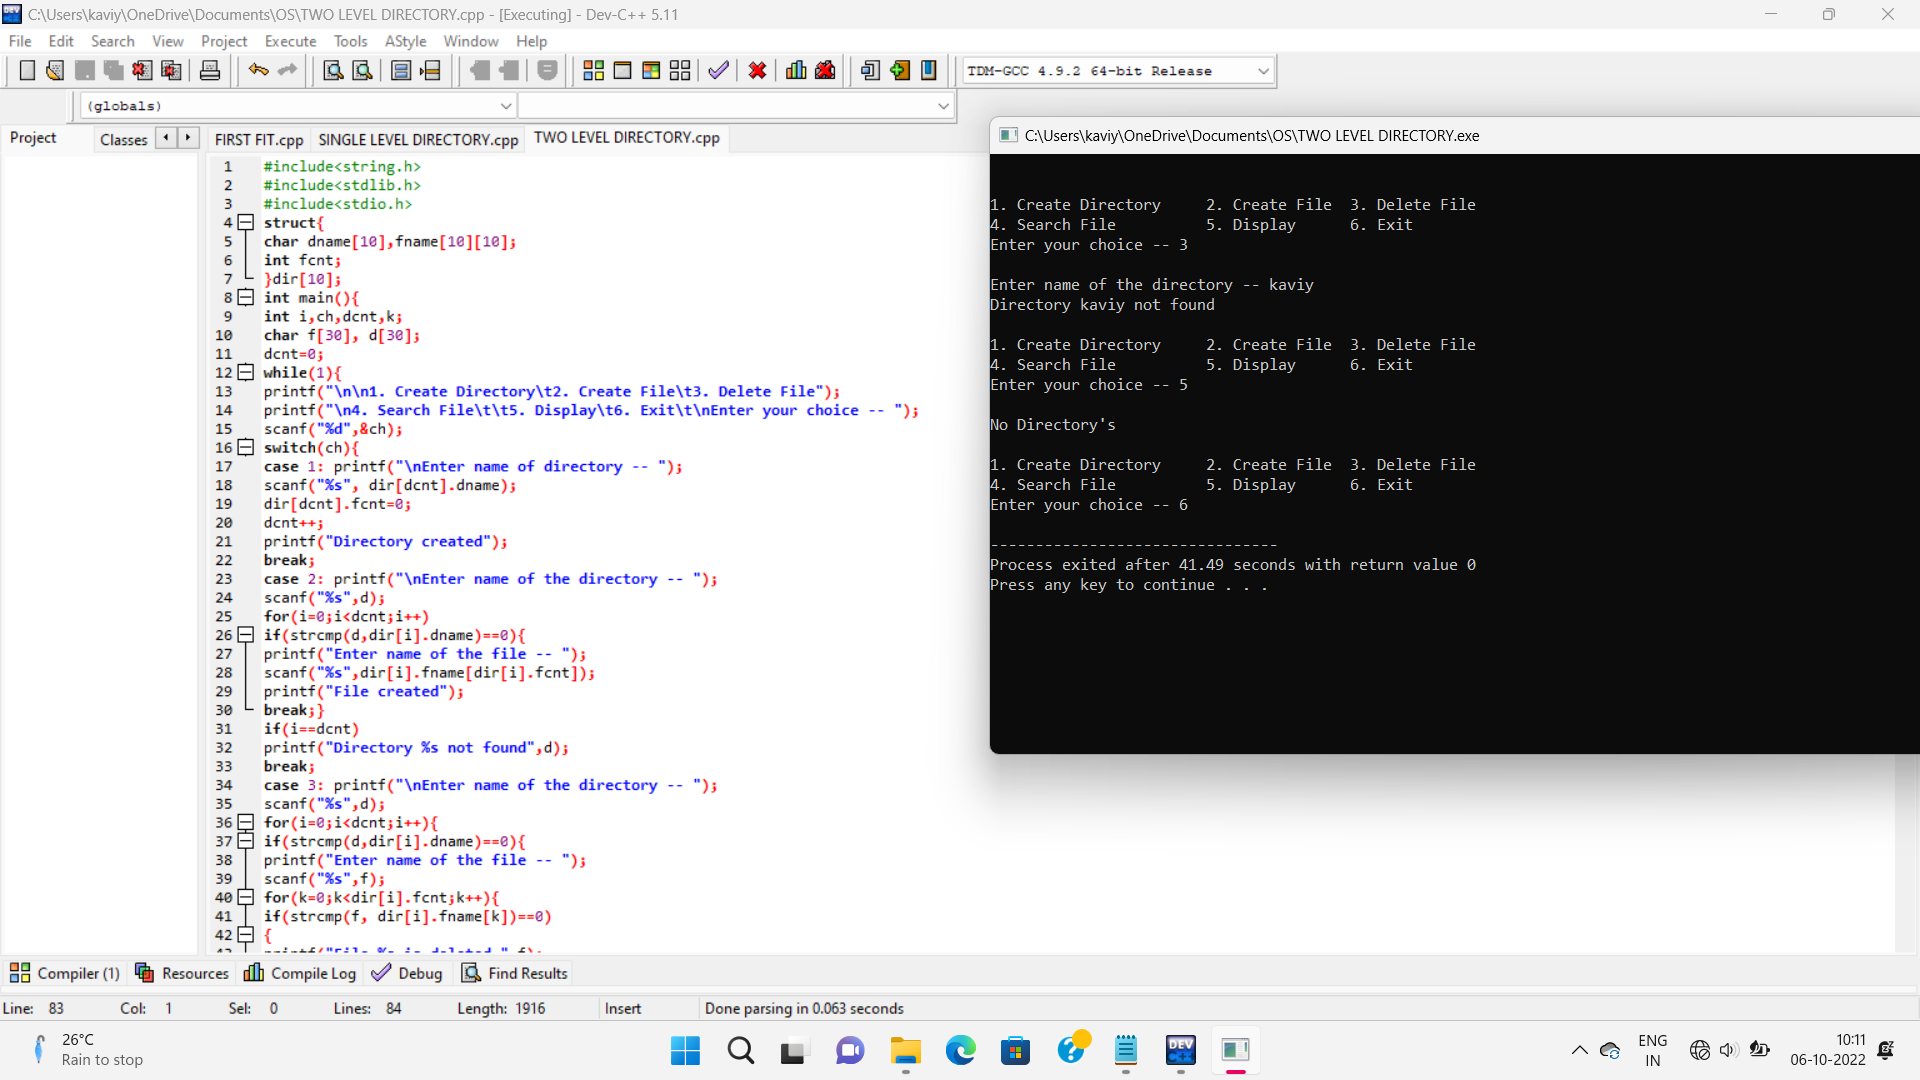 C:\Users\kaviy\OneDrive\Documents\OS\TWO LEVEL DIRECTORY.cpp - [Executing] - Dev-C++ 5.11
File Edit Search View Project Execute Tools AStyle Window Help
TDM-GCC 4.9.2 64-bit Release
(globals)
Project Classes FIRST FIT.cpp SINGLE LEVEL DIRECTORY.cpp TWO LEVEL DIRECTORY.cpp
1 #include<string.h>
2 #include<stdlib.h>
3 #include<stdio.h>
4 struct{
5 char dname[10],fname[10][10];
6 int fcnt;
7 }dir[10];
8 int main(){
9 int i,ch,dcnt,k;
10 char f[30], d[30];
11 dcnt=0;
12 while(1){
13 printf("\n\n1. Create Directory\t2. Create File\t3. Delete File");
14 printf("\n4. Search File\t\t5. Display\t6. Exit\t\nEnter your choice -- ");
15 scanf("%d",&ch);
16 switch(ch){
17 case 1: printf("\nEnter name of directory -- ");
18 scanf("%s", dir[dcnt].dname);
19 dir[dcnt].fcnt=0;
20 dcnt++;
21 printf("Directory created");
22 break;
23 case 2: printf("\nEnter name of the directory -- ");
24 scanf("%s",d);
25 for(i=0;i<dcnt;i++)
26 if(strcmp(d,dir[i].dname)==0){
27 printf("Enter name of the file -- ");
28 scanf("%s",dir[i].fname[dir[i].fcnt]);
29 printf("File created");
30 break;}
31 if(i==dcnt)
32 printf("Directory %s not found",d);
33 break;
34 case 3: printf("\nEnter name of the directory -- ");
35 scanf("%s",d);
36 for(i=0;i<dcnt;i++){
37 if(strcmp(d,dir[i].dname)==0){
38 printf("Enter name of the file -- ");
39 scanf("%s",f);
40 for(k=0;k<dir[i].fcnt;k++){
41 if(strcmp(f, dir[i].fname[k])==0)
42 {
C:\Users\kaviy\OneDrive\Documents\OS\TWO LEVEL DIRECTORY.exe
1. Create Directory 2. Create File 3. Delete File
4. Search File 5. Display 6. Exit
Enter your choice -- 3
Enter name of the directory -- kaviy
Directory kaviy not found
1. Create Directory 2. Create File 3. Delete File
4. Search File 5. Display 6. Exit
Enter your choice -- 5
No Directory's
1. Create Directory 2. Create File 3. Delete File
4. Search File 5. Display 6. Exit
Enter your choice -- 6
--------------------------------
Process exited after 41.49 seconds with return value 0
Press any key to continue . . .
Compiler (1) Resources Compile Log Debug Find Results
Line: 83 Col: 1 Sel: 0 Lines: 84 Length: 1916 Insert Done parsing in 0.063 seconds
26°C
Rain to stop
DEV C++
ENG
IN
10:11
06-10-2022